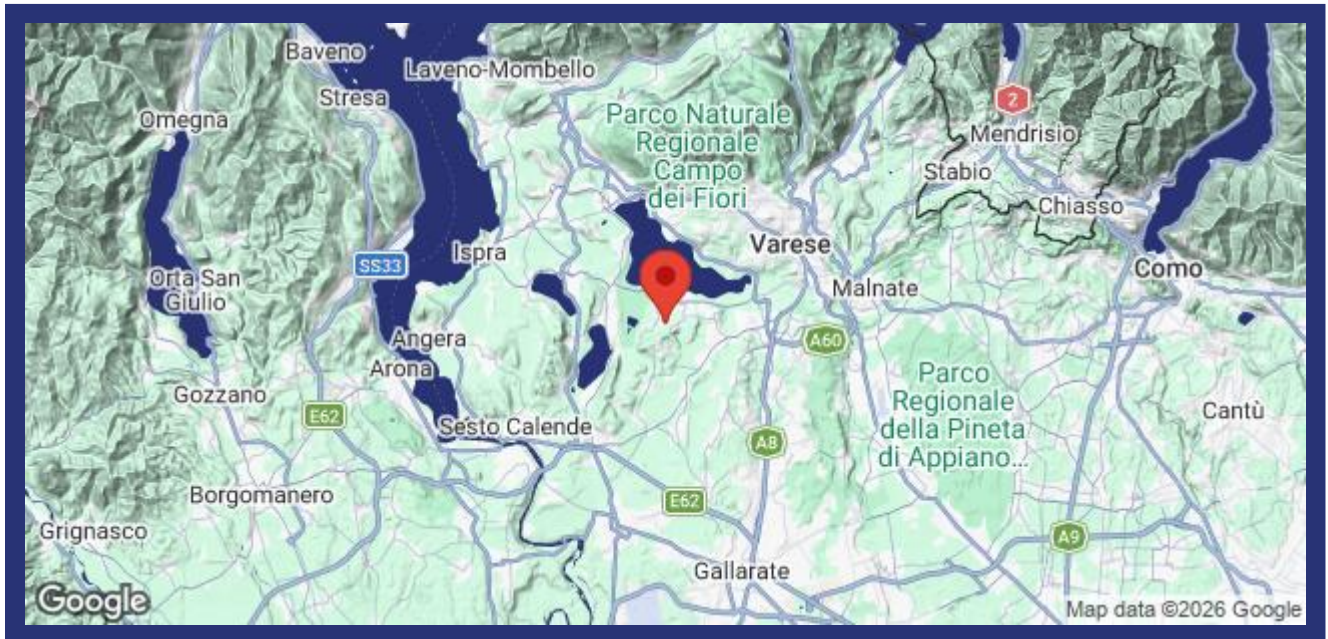 Baveno
Laveno-Mombello
Stresa
Omegna
Parco Naturale
Regionale
Campo
dei Fiori
2
Mendrisio
Stabio
Chiasso
Varese
Ispra
SS33
Como
Orta San
Giulio
Malnate
Angera
A60
Arona
Parco
Regionale
della Pineta
di Appiano...
Gozzano
E62
Cantù
Sesto Calende
A8
Borgomanero
E62
Grignasco
A9
Gallarate
Google
Map data ©2026 Google